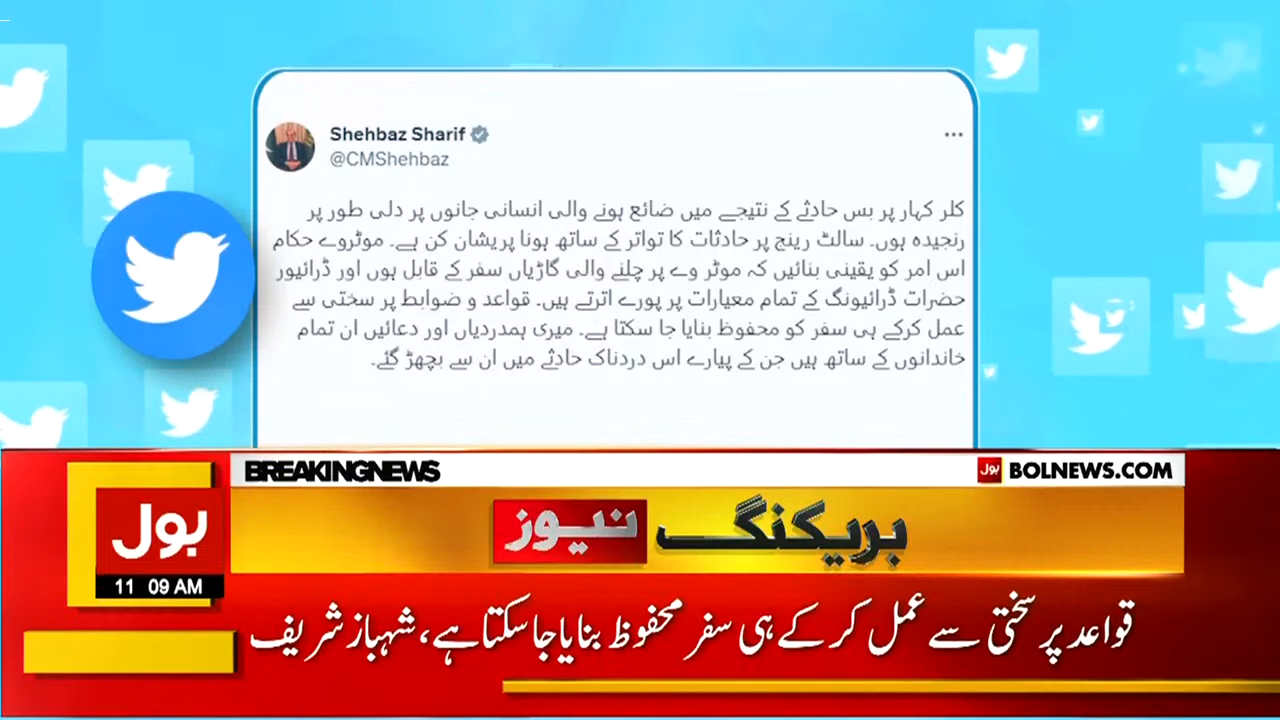 Shehbaz Sharif
@CMShehbaz
کلر کہار پر بس حادثے کے نتیجے میں ضائع ہونے والی انسانی جانوں پر دلی طور پر
رنجیدہ ہوں۔ سالٹ رینج پر حادثات کا تواتر کے ساتھ ہونا پریشان کن ہے۔ موٹروے حکام
اس امر کو یقینی بنائیں کہ موٹر وے پر چلنے والی گاڑیاں سفر کے قابل ہوں اور ڈرائیور
حضرات ڈرائیونگ کے تمام معیارات پر پورے اترتے ہیں۔ قواعد و ضوابط پر سختی سے
عمل کرکے ہی سفر کو محفوظ بنایا جا سکتا ہے۔ میری ہمدردیاں اور دعائیں ان تمام
خاندانوں کے ساتھ ہیں جن کے پیارے اس دردناک حادثے میں ان سے بچھڑ گئے۔
BREAKINGNEWS
بول BOLNEWS.COM
بریکنگ نیوز
بول
11 09 AM
قواعد پر سختی سے عمل کر کے ہی سفر محفوظ بنایا جا سکتا ہے، شہباز شریف